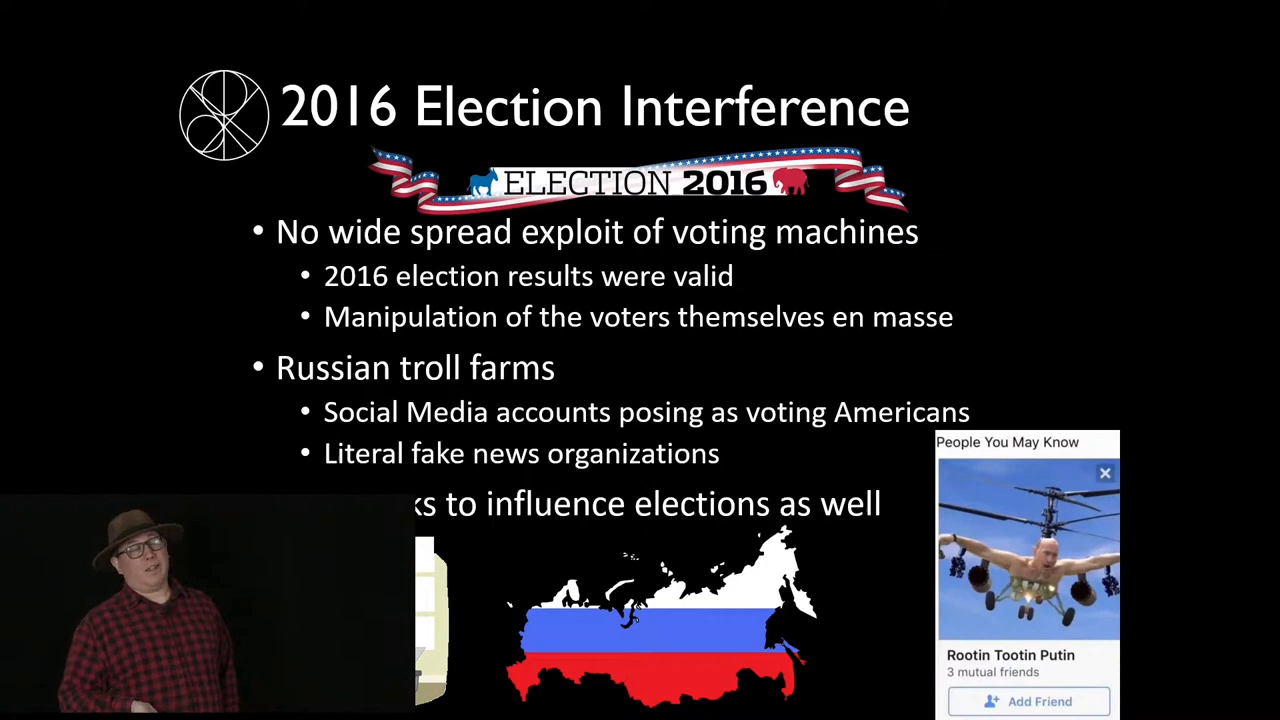 2016 Election Interference
ELECTION 2016
• No wide spread exploit of voting machines
• 2016 election results were valid
• Manipulation of the voters themselves en masse
• Russian troll farms
• Social Media accounts posing as voting Americans
• Literal fake news organizations
to influence elections as well
People You May Know
Rootin Tootin Putin
3 mutual friends
Add Friend